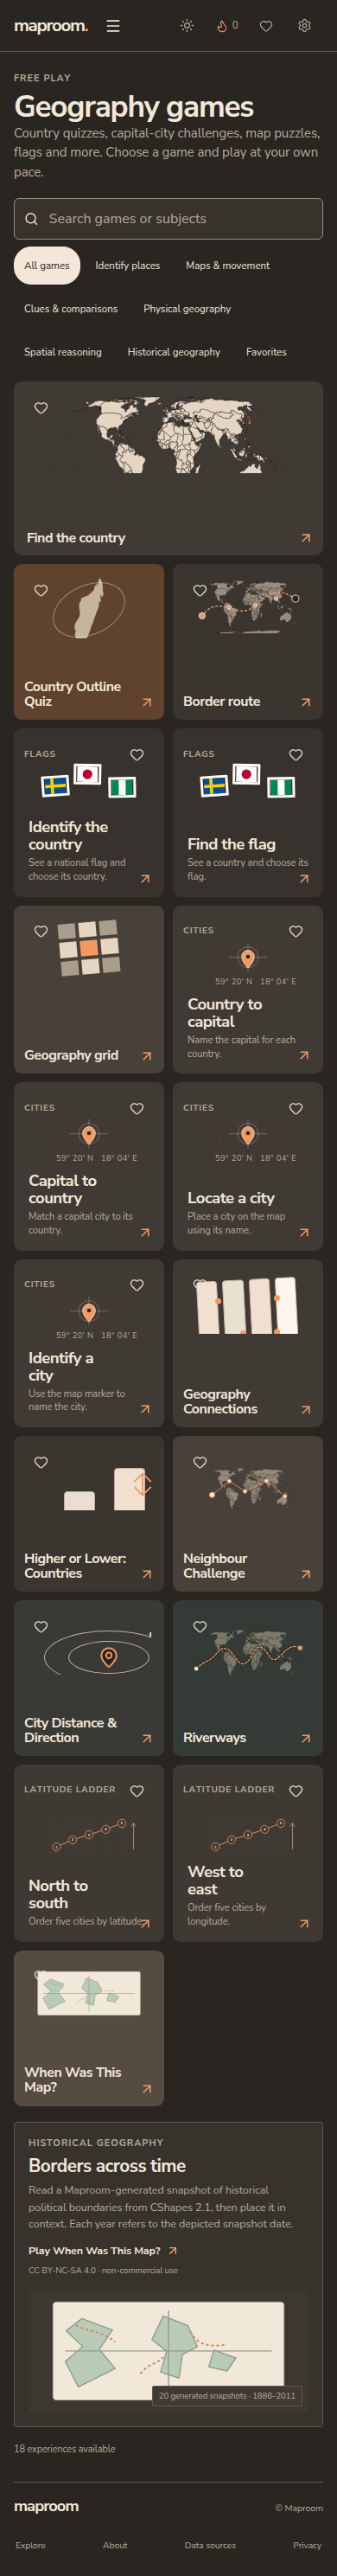 maproom.
0
FREE PLAY
Geography games
Country quizzes, capital-city challenges, map puzzles,
flags and more. Choose a game and play at your own
pace.
Search games or subjects
All games
Identify places
Maps & movement
Clues & comparisons
Physical geography
Spatial reasoning
Historical geography
Favorites
Find the country
Country Outline
Quiz
Border route
FLAGS
Identify the
country
See a national flag and
choose its country.
FLAGS
Find the flag
See a country and choose its
flag.
Geography grid
CITIES
59° 20' N 18° 04' E
Country to
capital
Name the capital for each
country.
CITIES
59° 20' N 18° 04' E
Capital to
country
Match a capital city to its
country.
CITIES
59° 20' N 18° 04' E
Locate a city
Place a city on the map
using its name.
CITIES
59° 20' N 18° 04' E
Identify a
city
Use the map marker to
name the city.
Geography
Connections
Higher or Lower:
Countries
Neighbour
Challenge
City Distance &
Direction
Riverways
LATITUDE LADDER
North to
south
Order five cities by latitude.
LATITUDE LADDER
West to
east
Order five cities by
longitude.
When Was This
Map?
HISTORICAL GEOGRAPHY
Borders across time
Read a Maproom-generated snapshot of historical
political boundaries from CShapes 2.1, then place it in
context. Each year refers to the depicted snapshot date.
Play When Was This Map?
CC BY-NC-SA 4.0 · non-commercial use
20 generated snapshots · 1886–2011
18 experiences available
maproom
© Maproom
Explore
About
Data sources
Privacy